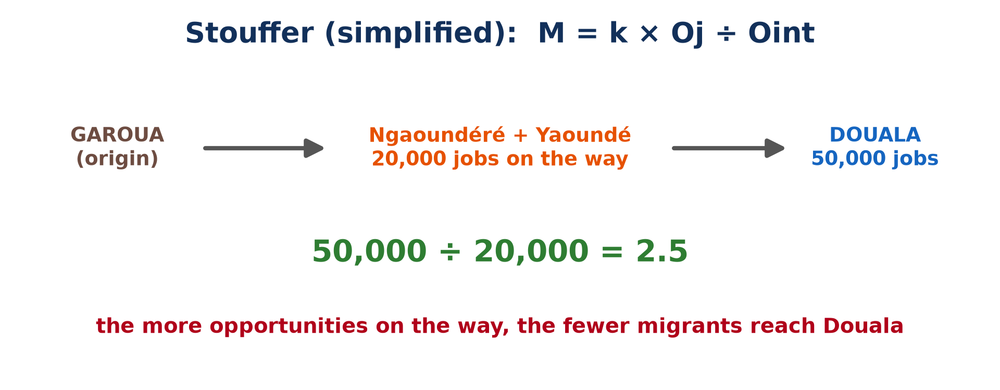 Stouffer (simplified):  M = k × Oj ÷ Oint
GAROUA
(origin)
Ngaoundéré + Yaoundé
20,000 jobs on the way
DOUALA
50,000 jobs
50,000 ÷ 20,000 = 2.5
the more opportunities on the way, the fewer migrants reach Douala